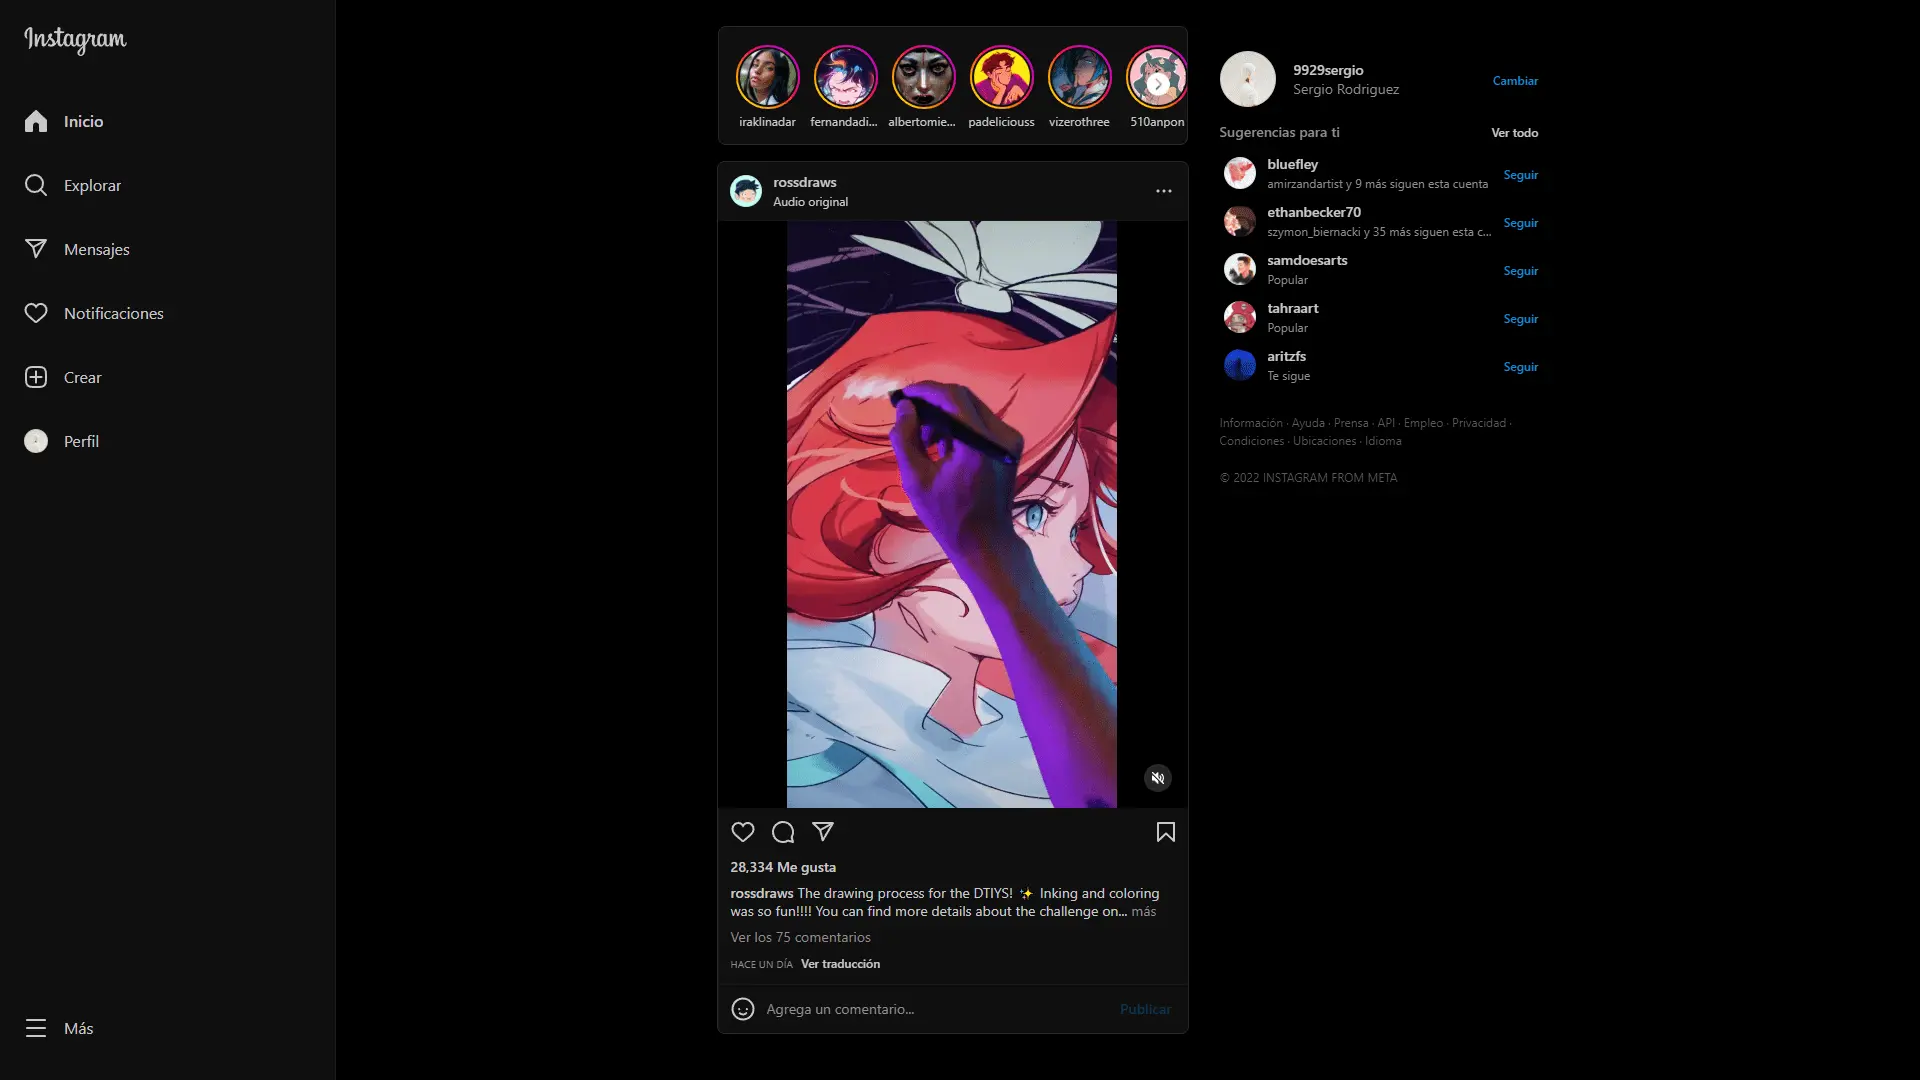 Instagram
Inicio
Explorar
Mensajes
Notificaciones
Crear
Perfil
Más
iraklinadar
fernandadi...
albertomie...
padeliciouss
vizerothree
510anpon
rossdraws
Audio original
28,334 Me gusta
rossdraws The drawing process for the DTIYS! ✨ Inking and coloring
was so fun!!!! You can find more details about the challenge on... más
Ver los 75 comentarios
HACE UN DÍA Ver traducción
Agrega un comentario...
Publicar
9929sergio
Sergio Rodriguez
Cambiar
Sugerencias para ti
Ver todo
bluefley
amirzandartist y 9 más siguen esta cuenta
Seguir
ethanbecker70
szymon_biernacki y 35 más siguen esta c...
Seguir
samdoesarts
Popular
Seguir
tahraart
Popular
Seguir
aritzfs
Te sigue
Seguir
Información · Ayuda · Prensa · API · Empleo · Privacidad ·
Condiciones · Ubicaciones · Idioma
© 2022 INSTAGRAM FROM META